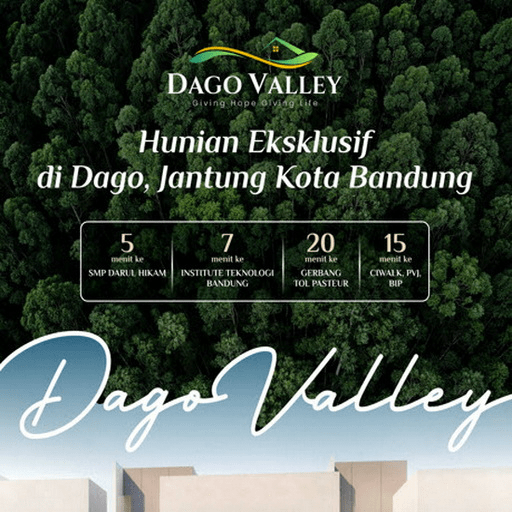 DAGO VALLEY
Giving Hope Giving Life
Hunian Eksklusif
di Dago, Jantung Kota Bandung
5
menit ke
SMP DARUL HIKAM
7
menit ke
INSTITUTE TEKNOLOGI
BANDUNG
20
menit ke
GERBANG
TOL PASTEUR
15
menit ke
CIWALK, PVJ,
BIP
Dago Valley